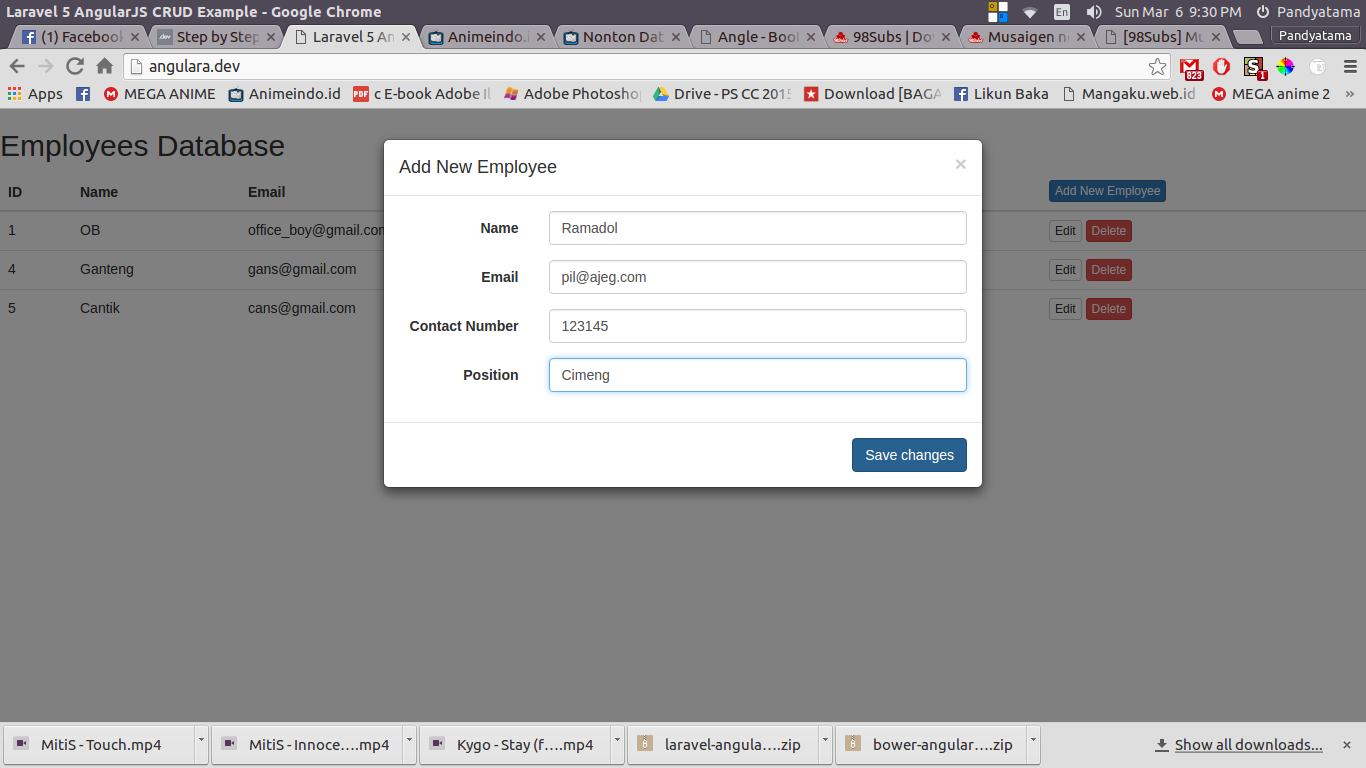 Laravel 5 AngularJS CRUD Example - Google Chrome
En
Sun Mar 6 9:30 PM
Pandyatama
(1) Facebook
Step by Step
Laravel 5 An
Animeindo.i
Nonton Dat
Angle - Boo
98Subs | Do
Musaigen n
[98Subs] Mu
Pandyatama
angulara.dev
823
1
Apps
MEGA ANIME
Animeindo.id
c E-book Adobe Il
Adobe Photosho
Drive - PS CC 2015
Download [BAGA
Likun Baka
Mangaku.web.id
MEGA anime 2
»
Employees Database
ID
Name
Email
Add New Employee
1
OB
office_boy@gmail.com
Edit
Delete
4
Ganteng
gans@gmail.com
Edit
Delete
5
Cantik
cans@gmail.com
Edit
Delete
Add New Employee
×
Name
Ramadol
Email
pil@ajeg.com
Contact Number
123145
Position
Cimeng
Save changes
MitiS - Touch.mp4
MitiS - Innoce....mp4
Kygo - Stay (f....mp4
laravel-angula....zip
bower-angular....zip
Show all downloads...